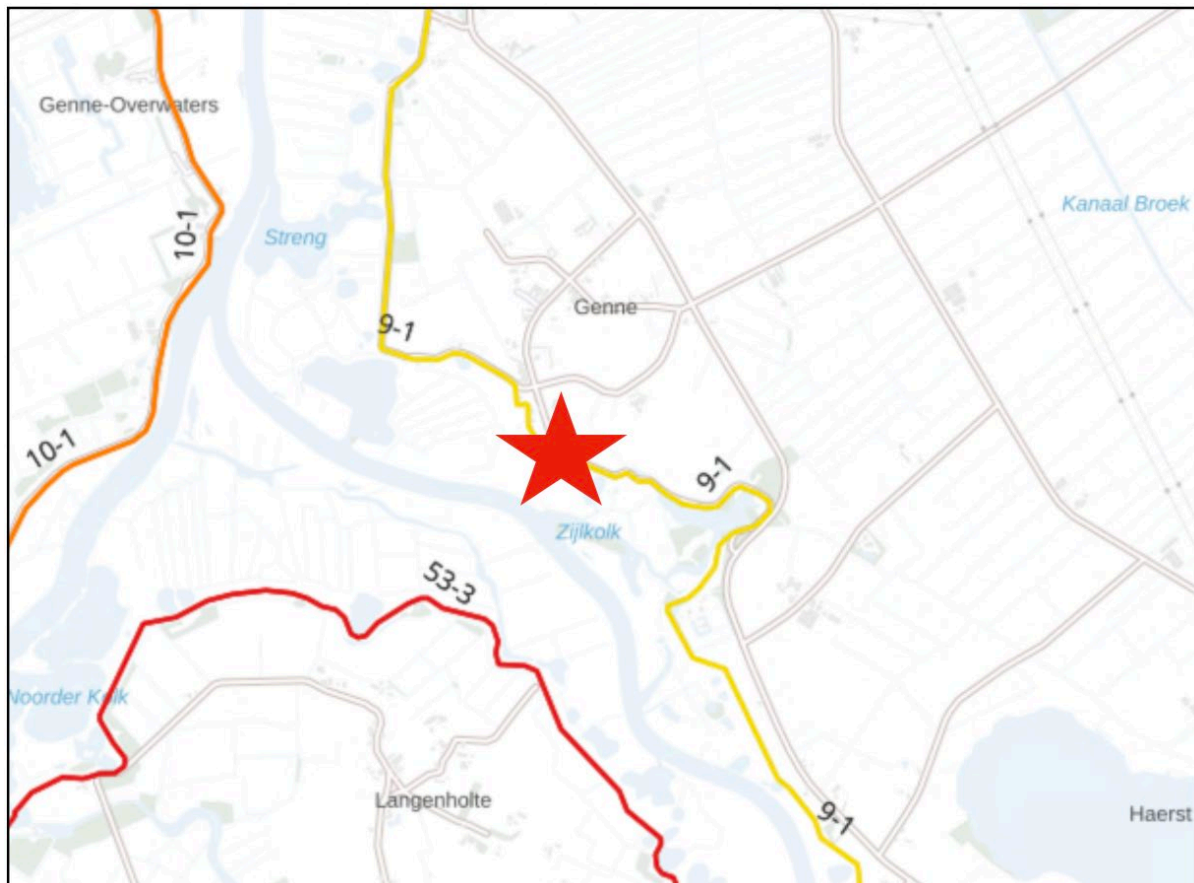 Genne-Overwaters
Kanaal Broek
10-1
Streng
Genne
9-1
10-1
9-1
Zijlkolk
53-3
Noorder Kolk
Langenholte
9-1
Haerst